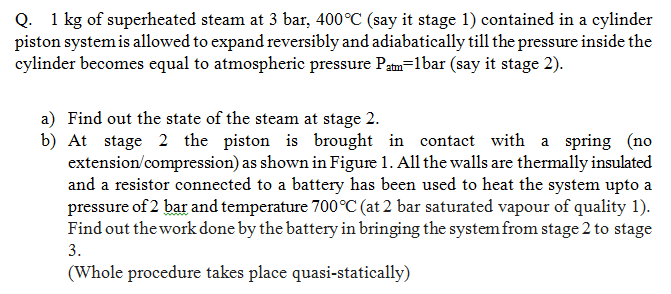 Q. 1 kg of superheated steam at 3 bar, 400°C (say it stage 1) contained in a cylinder
piston system is allowed to expand reversibly and adiabatically till the pressure inside the
cylinder becomes equal to atmospheric pressure Patm=1bar (say it stage 2).
a) Find out the state of the steam at stage 2.
b) At stage 2 the piston is brought in contact with a spring (no
extension/compression) as shown in Figure 1. All the walls are thermally insulated
and a resistor connected to a battery has been used to heat the system upto a
pressure of 2 bar and temperature 700°C (at 2 bar saturated vapour of quality 1).
Find out the work done by the battery in bringing the system from stage 2 to stage
3.
(Whole procedure takes place quasi-statically)